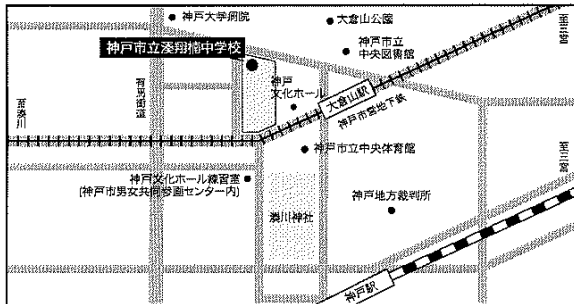 神戸大学病院
大倉山公園
神戸市立
中央図書館
至三宮
神戸市立湊翔楠中学校
有馬街道
至湊川
神戸
文化ホール
大倉山駅
神戸市営地下鉄
神戸市立中央体育館
至三宮
神戸文化ホール練習室
(神戸市男女共同参画センター内)
湊川神社
神戸地方裁判所
神戸駅